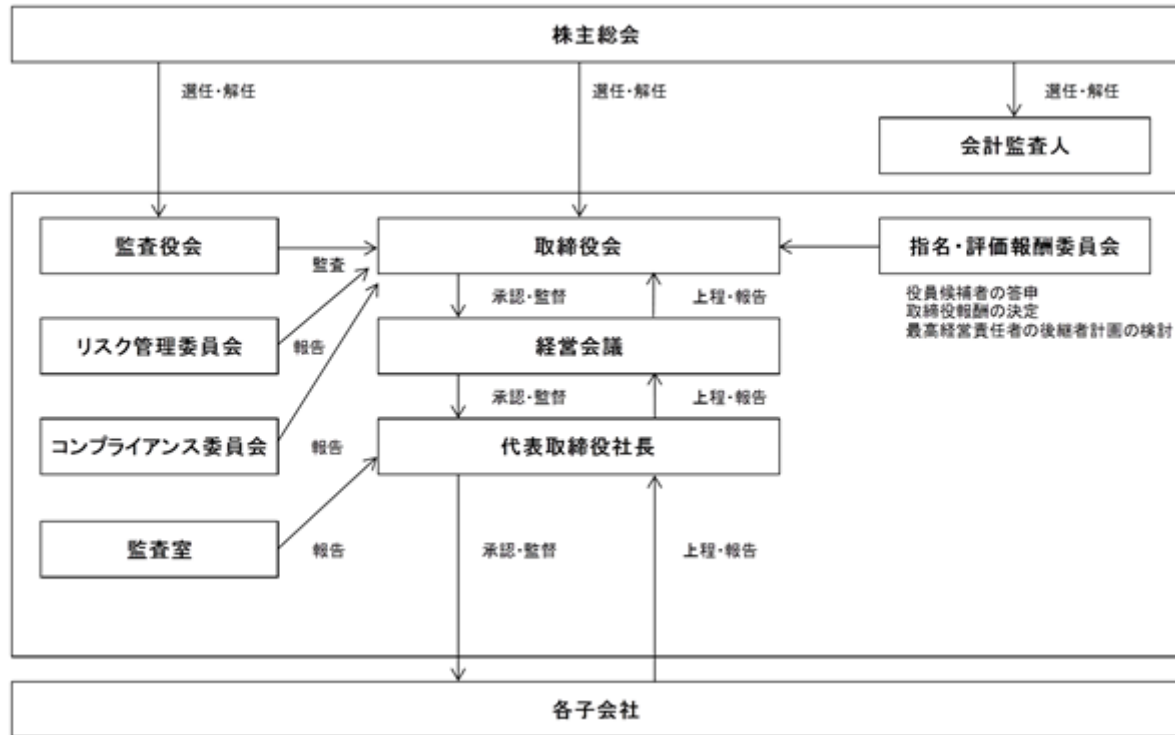 株主総会
選任・解任
選任・解任
選任・解任
会計監査人
監査役会
監査
取締役会
指名・評価報酬委員会
役員候補者の答申
取締役報酬の決定
最高経営責任者の後継者計画の検討
承認・監督
上程・報告
リスク管理委員会
報告
経営会議
承認・監督
上程・報告
コンプライアンス委員会
報告
代表取締役社長
監査室
報告
承認・監督
上程・報告
各子会社